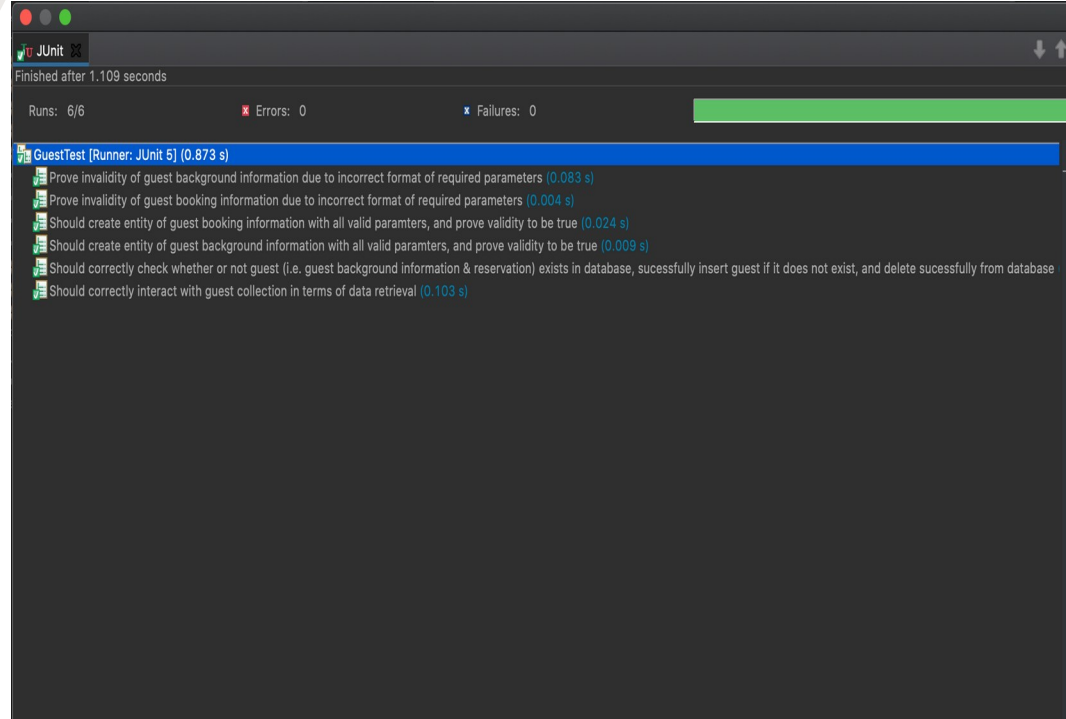 JUnit
Finished after 1.109 seconds
Runs: 6/6 Errors: 0 Failures: 0
GuestTest [Runner: JUnit 5] (0.873 s)
Prove invalidity of guest background information due to incorrect format of required parameters (0.083 s)
Prove invalidity of guest booking information due to incorrect format of required parameters (0.004 s)
Should create entity of guest booking information with all valid paramters, and prove validity to be true (0.024 s)
Should create entity of guest background information with all valid paramters, and prove validity to be true (0.009 s)
Should correctly check whether or not guest (i.e. guest background information & reservation) exists in database, sucessfully insert guest if it does not exist, and delete sucessfully from database
Should correctly interact with guest collection in terms of data retrieval (0.103 s)